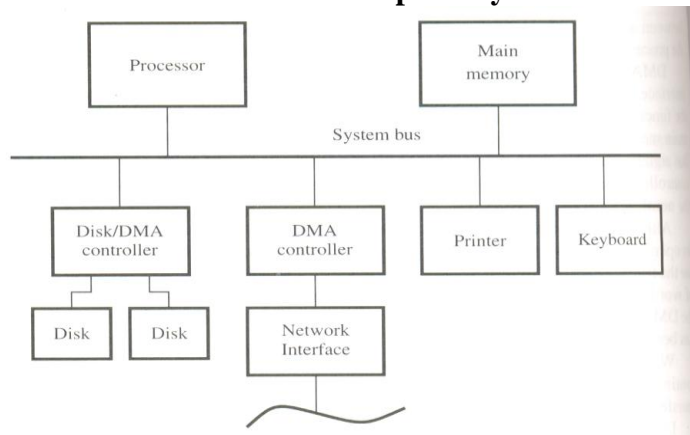 Processor
Main
memory
System bus
Disk/DMA
controller
DMA
controller
Printer
Keyboard
Disk
Disk
Network
Interface